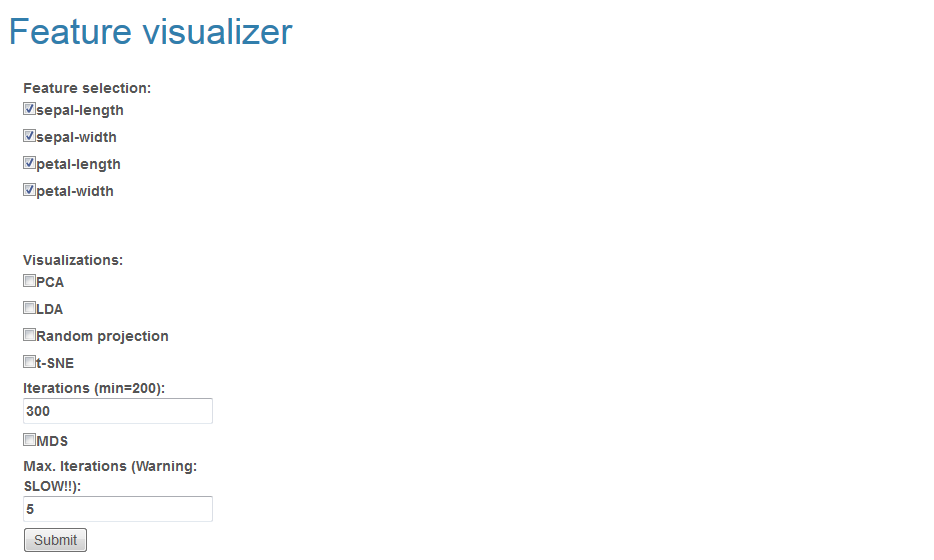 Feature visualizer
Feature selection:
sepal-length
sepal-width
petal-length
petal-width
Visualizations:
PCA
LDA
Random projection
t-SNE
Iterations (min=200):
300
MDS
Max. Iterations (Warning:
SLOW!!):
5
Submit